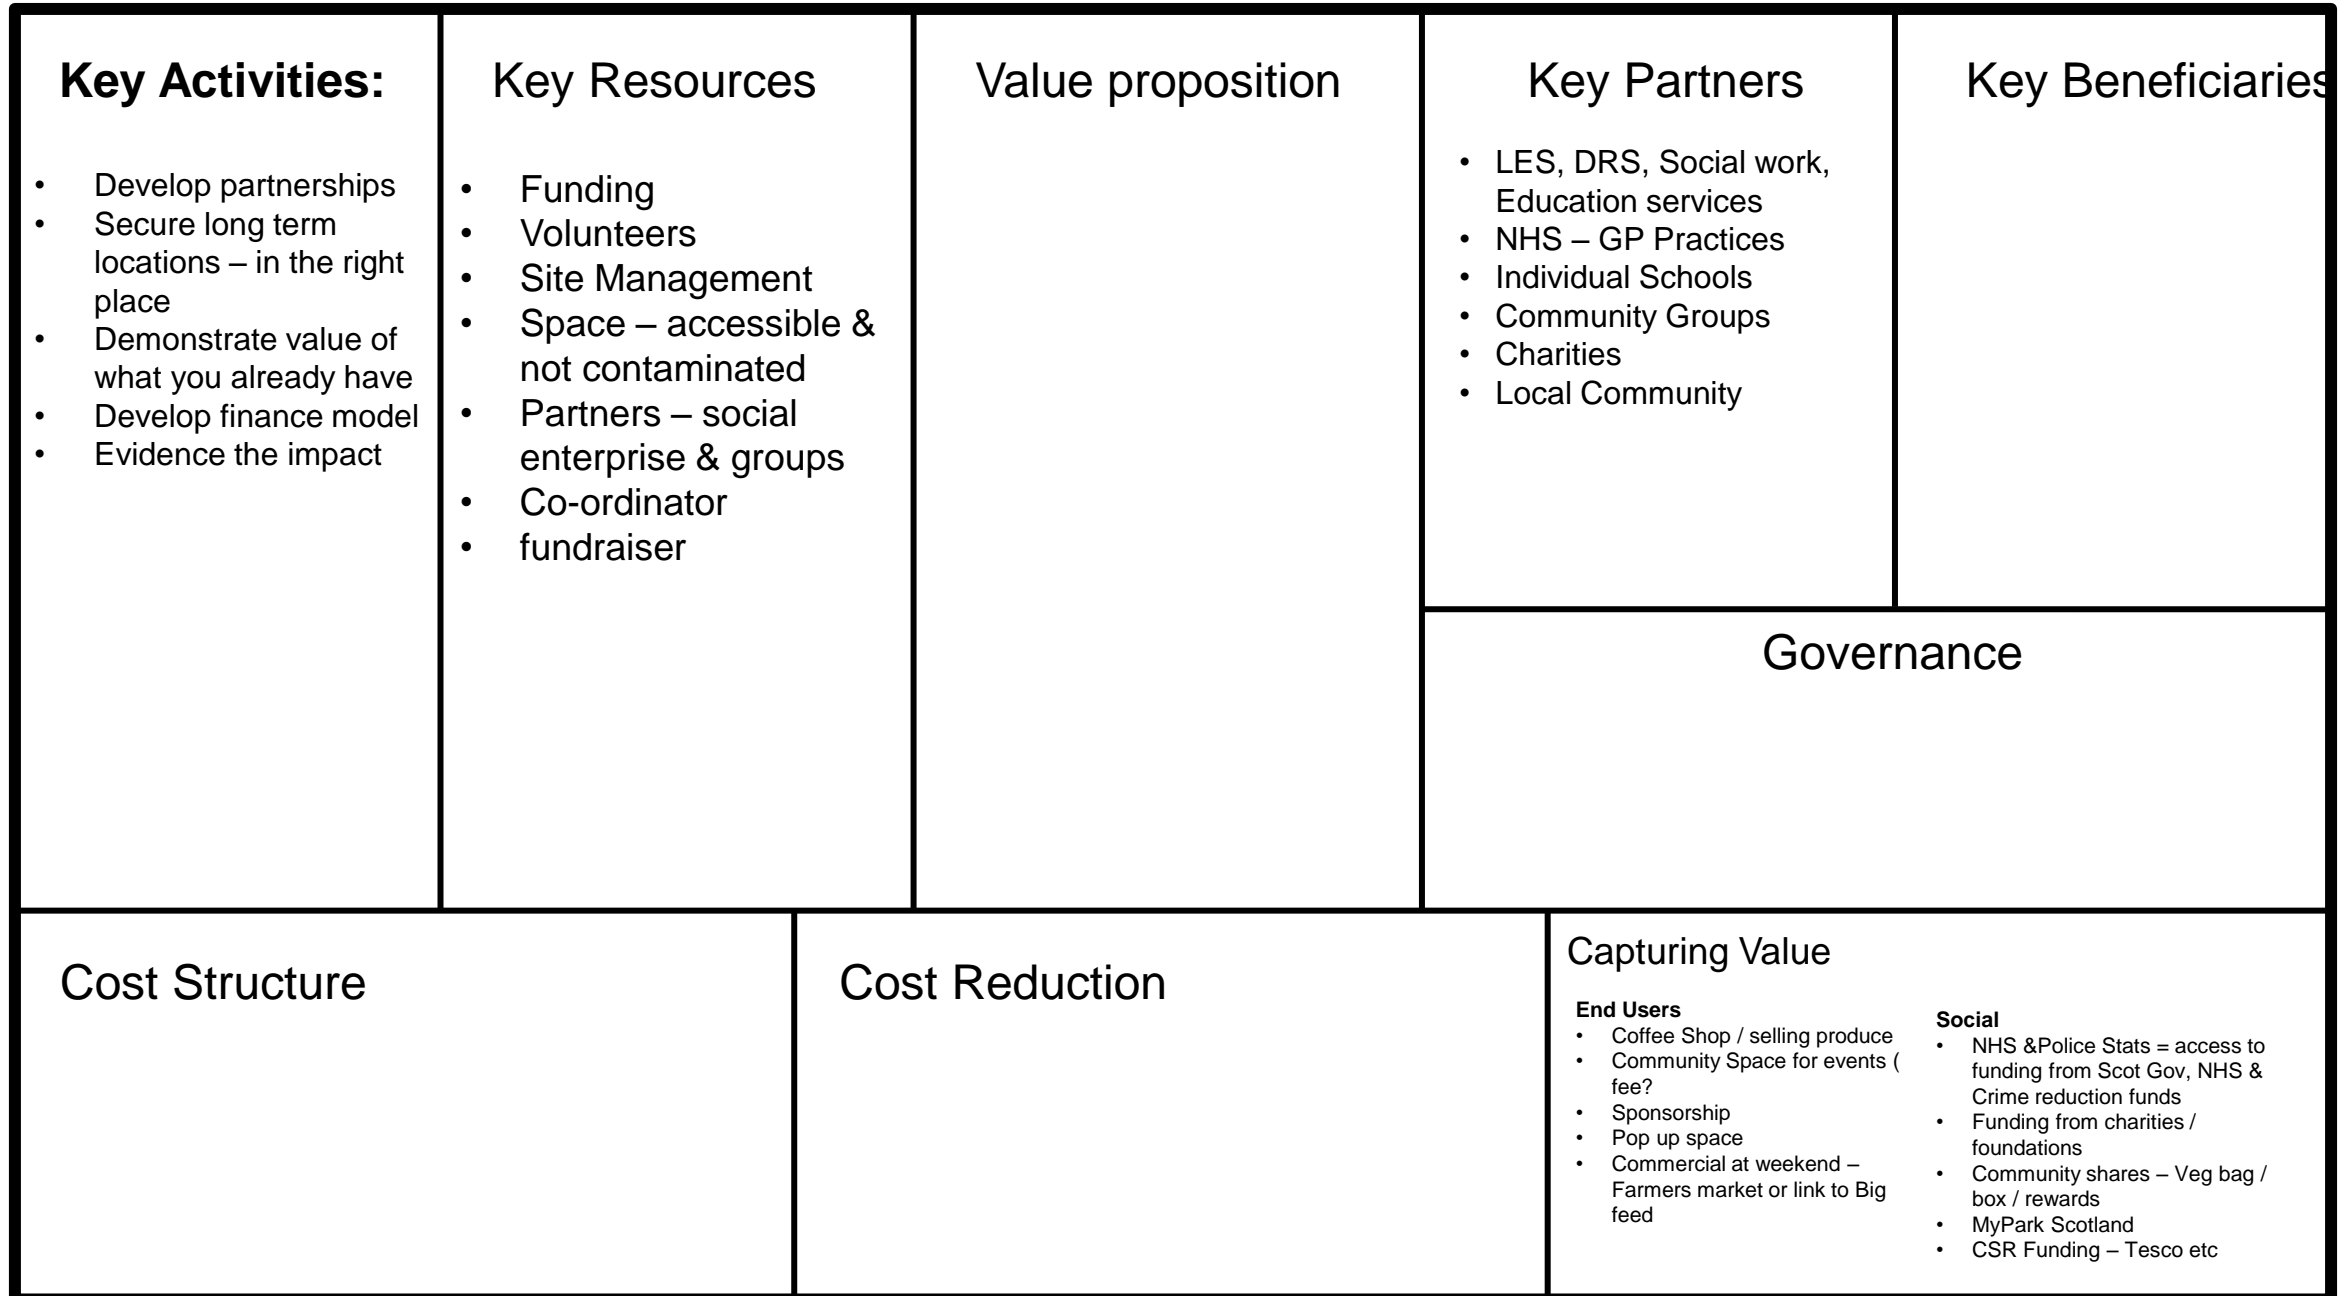 Key Activities:
• Develop partnerships
• Secure long term
locations – in the right
place
• Demonstrate value of
what you already have
• Develop finance model
• Evidence the impact
Key Resources
• Funding
• Volunteers
• Site Management
• Space – accessible &
not contaminated
• Partners – social
enterprise & groups
• Co-ordinator
• fundraiser
Value proposition
Key Partners
• LES, DRS, Social work,
Education services
• NHS – GP Practices
• Individual Schools
• Community Groups
• Charities
• Local Community
Key Beneficiaries
Governance
Cost Structure
Cost Reduction
Capturing Value
End Users
• Coffee Shop / selling produce
• Community Space for events (
fee?
• Sponsorship
• Pop up space
• Commercial at weekend –
Farmers market or link to Big
feed
Social
• NHS &Police Stats = access to
funding from Scot Gov, NHS &
Crime reduction funds
• Funding from charities /
foundations
• Community shares – Veg bag /
box / rewards
• MyPark Scotland
• CSR Funding – Tesco etc